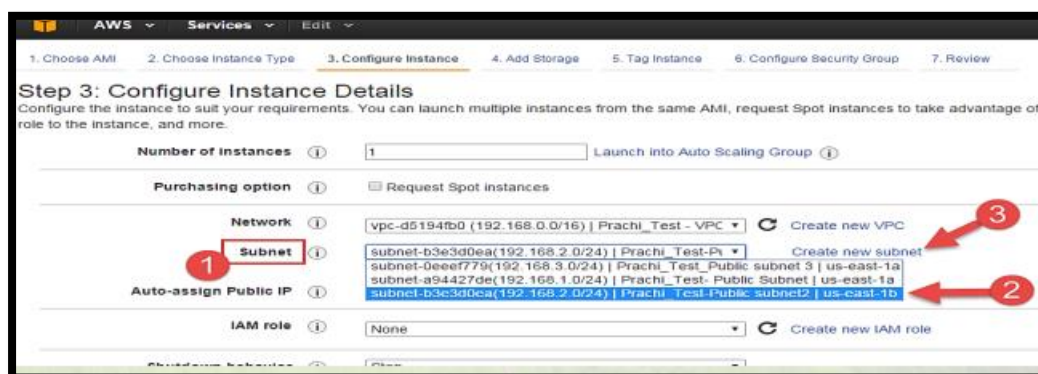 AWS Services Edit
1. Choose AMI 2. Choose Instance Type 3. Configure Instance 4. Add Storage 5. Tag Instance 6. Configure Security Group 7. Review
Step 3: Configure Instance Details
Configure the instance to suit your requirements. You can launch multiple instances from the same AMI, request Spot instances to take advantage of
role to the instance, and more.
Number of instances 1 Launch into Auto Scaling Group
Purchasing option Request Spot instances
Network vpc-d5194fb0 (192.168.0.0/16) | Prachi_Test - VPC Create new VPC
3
Subnet subnet-b3e3d0ea(192.168.2.0/24) | Prachi_Test-Pu Create new subnet
1
subnet-0eeef779(192.168.3.0/24) | Prachi_Test_Public subnet 3 | us-east-1a
subnet-a94427de(192.168.1.0/24) | Prachi_Test- Public Subnet | us-east-1a
Auto-assign Public IP subnet-b3e3d0ea(192.168.2.0/24) | Prachi_Test-Public subnet2 | us-east-1b
2
IAM role None Create new IAM role
Shutdown behavior Stop